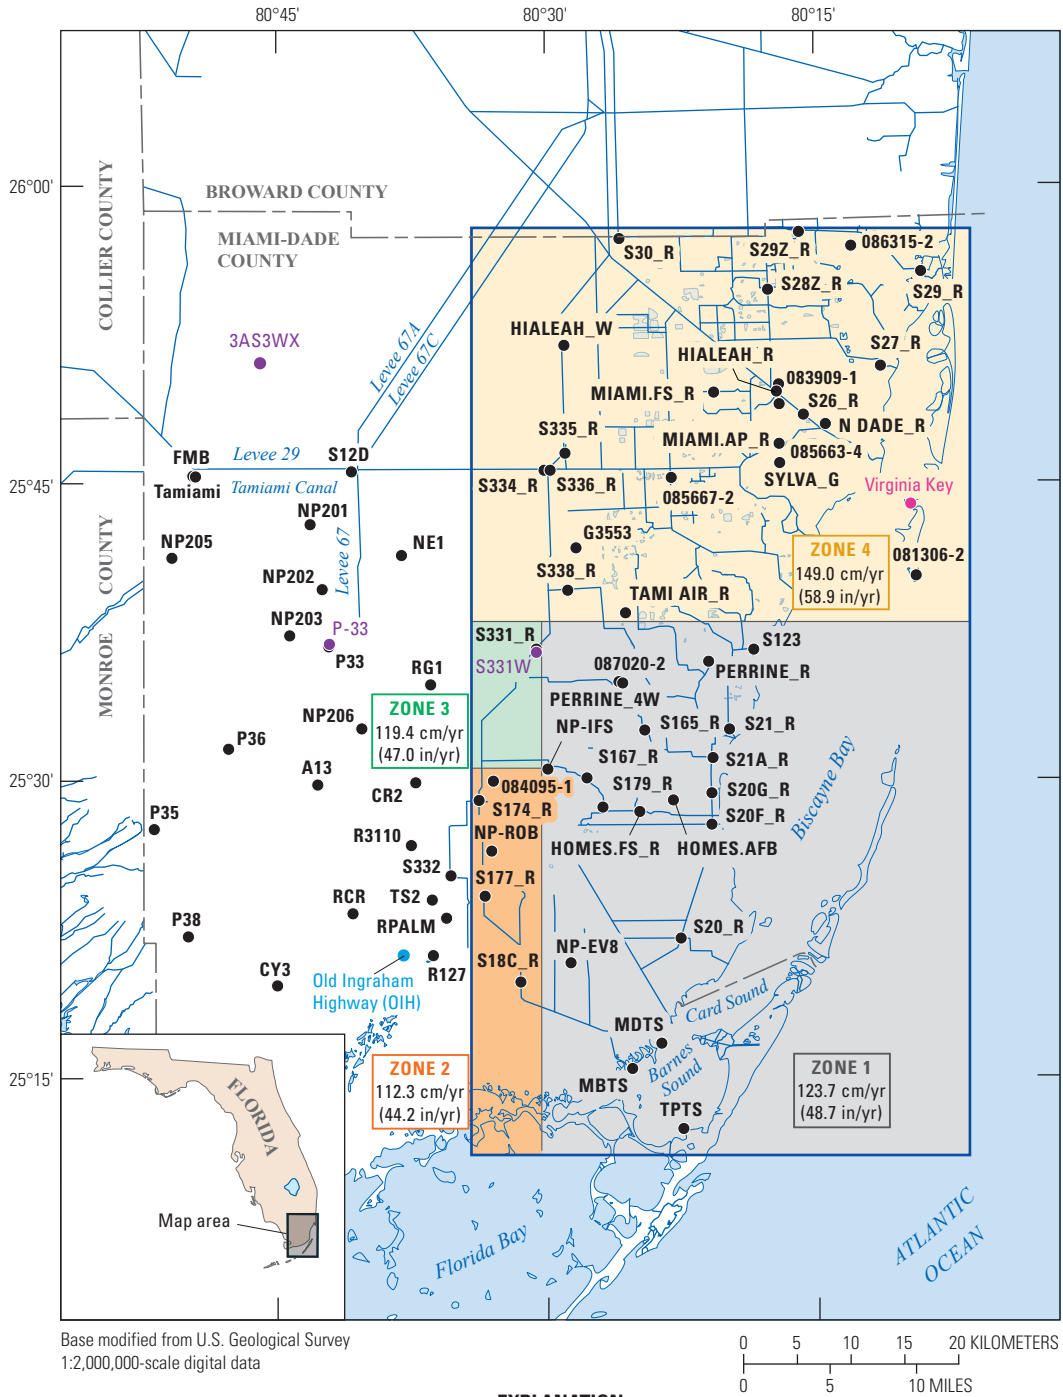 80°45'
80°30'
80°15'
26°00'
COLLIER COUNTY
BROWARD COUNTY
MIAMI-DADE
COUNTY
S30_R
S29Z_R
086315-2
S28Z_R
S29_R
3AS3WX
Levee 67A
Levee 67C
HIALEAH_W
HIALEAH_R
S27_R
083909-1
MIAMI.FS_R
S26_R
N DADE_R
S335_R
MIAMI.AP_R
FMB
Levee 29
S12D
085663-4
Tamiami
Tamiami Canal
S334_R
S336_R
SYLVA_G
25°45'
085667-2
Virginia Key
NP201
NP205
NE1
G3553
ZONE 4
149.0 cm/yr
(58.9 in/yr)
081306-2
MONROE COUNTY
Levee 67
NP202
S338_R
TAMI AIR_R
NP203
P-33
P33
S331_R
S331W
S123
087020-2
PERRINE_R
RG1
PERRINE_4W
ZONE 3
119.4 cm/yr
(47.0 in/yr)
NP206
NP-IFS
S165_R
S21_R
P36
S167_R
S21A_R
Biscayne Bay
25°30'
A13
CR2
084095-1
S179_R
S20G_R
S174_R
S20F_R
P35
R3110
NP-ROB
HOMES.FS_R
HOMES.AFB
S332
S177_R
RCR
TS2
P38
RPALM
S20_R
CY3
Old Ingraham
Highway (OIH)
R127
S18C_R
NP-EV8
Card Sound
MDTS
25°15'
FLORIDA
ZONE 2
112.3 cm/yr
(44.2 in/yr)
MBTS
Barnes
Sound
ZONE 1
123.7 cm/yr
(48.7 in/yr)
TPTS
Map area
Florida Bay
ATLANTIC
OCEAN
Base modified from U.S. Geological Survey
1:2,000,000-scale digital data
0 5 10 15 20 KILOMETERS
0 5 10 MILES
EXPLANATION